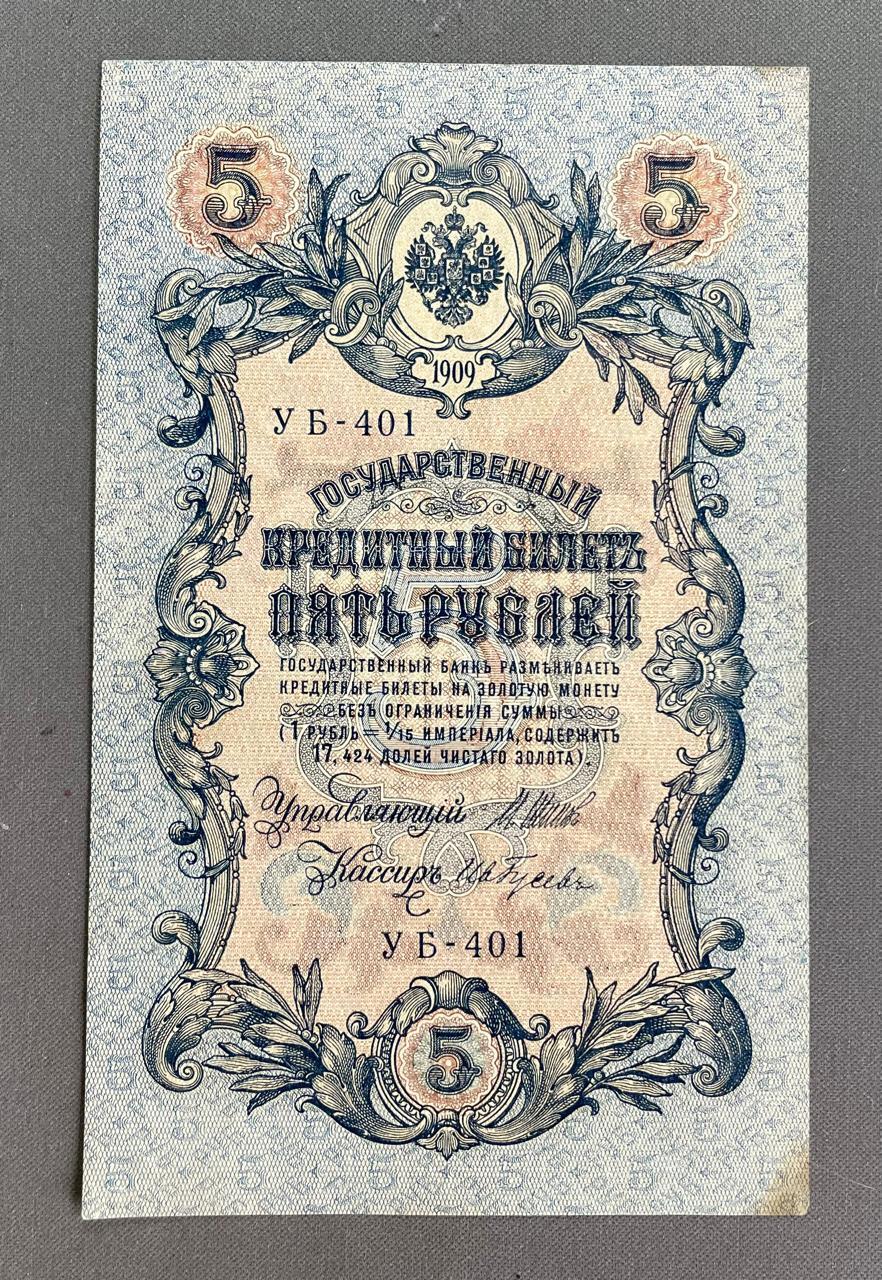 5 5
1909
УБ-401
ГОСУДАРСТВЕННЫЙ
КРЕДИТНЫЙ БИЛЕТЪ
ПЯТЬ РУБЛЕЙ
ГОСУДАРСТВЕННЫЙ БАНКЪ РАЗМѢНИВАЕТЪ
КРЕДИТНЫЕ БИЛЕТЫ НА ЗОЛОТУЮ МОНЕТУ
БЕЗЪ ОГРАНИЧЕНІЯ СУММЫ
(1 РУБЛЬ = 1/15 ИМПЕРІАЛА, СОДЕРЖИТЪ
17,424 ДОЛЕЙ ЧИСТАГО ЗОЛОТА).
Управляющій
Кассиръ
УБ-401
5